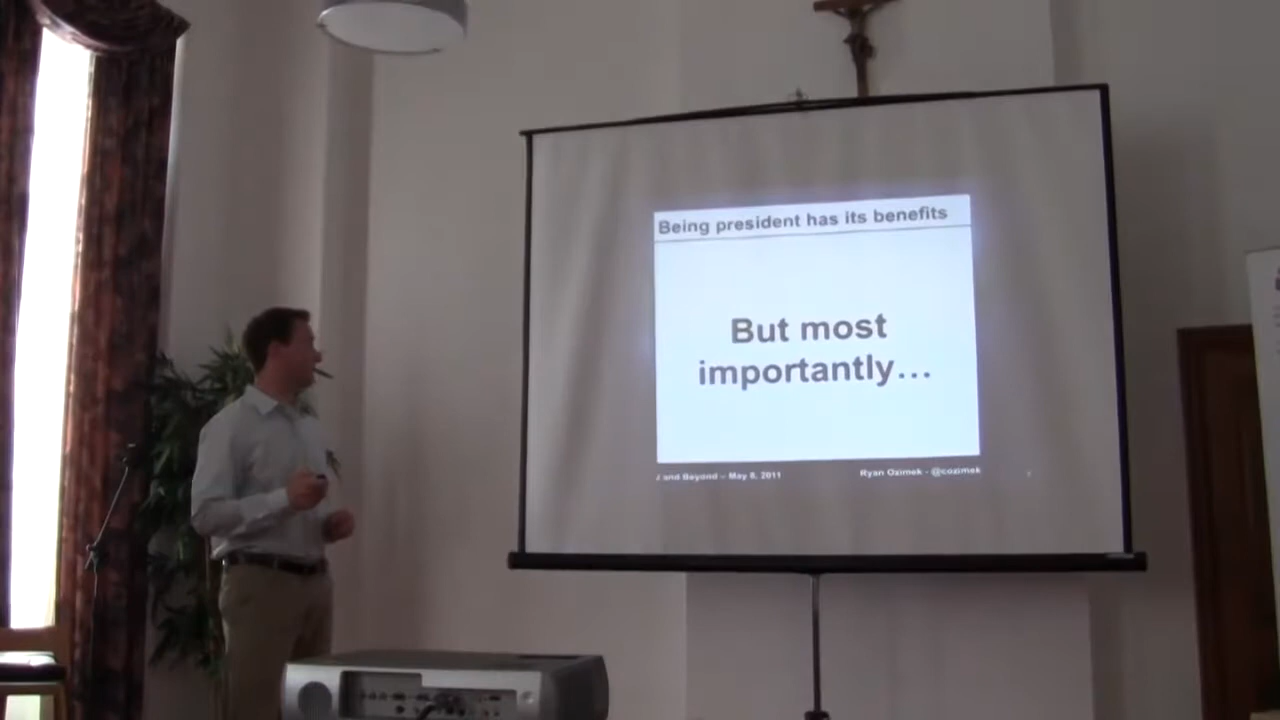 Being president has its benefits
But most
importantly...
J and Beyond – May 8, 2011
Ryan Ozimek - @cozimek